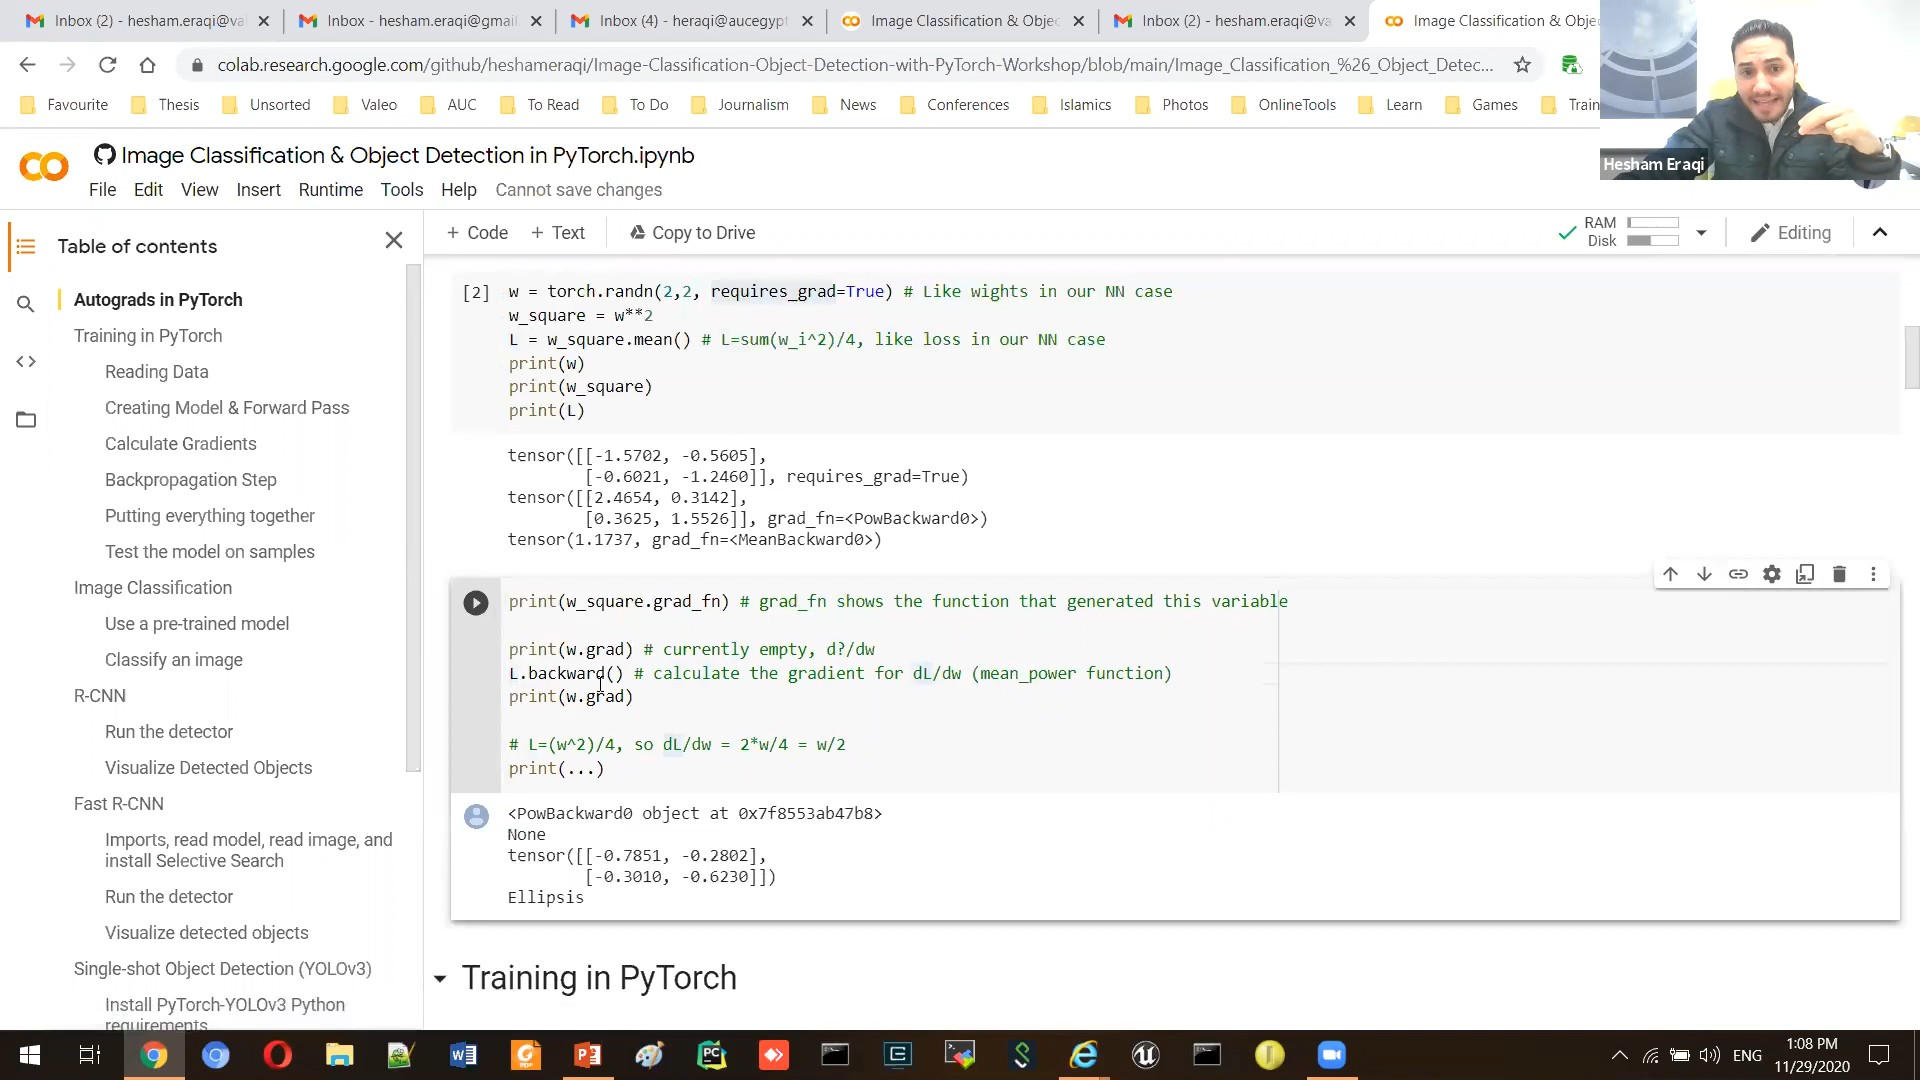 Inbox (2) - hesham.eraqi@va
Inbox - hesham.eraqi@gmail
Inbox (4) - heraqi@aucegypt
Image Classification & Objec
Inbox (2) - hesham.eraqi@va
Image Classification & Obje
colab.research.google.com/github/heshameraqi/Image-Classification-Object-Detection-with-PyTorch-Workshop/blob/main/Image_Classification_%26_Object_Detec...
Favourite Thesis Unsorted Valeo AUC To Read To Do Journalism News Conferences Islamics Photos OnlineTools Learn Games Train
Hesham Eraqi
Image Classification & Object Detection in PyTorch.ipynb
File Edit View Insert Runtime Tools Help Cannot save changes
+ Code + Text Copy to Drive
RAM
Disk
Editing
Table of contents
Autograds in PyTorch
Training in PyTorch
Reading Data
Creating Model & Forward Pass
Calculate Gradients
Backpropagation Step
Putting everything together
Test the model on samples
Image Classification
Use a pre-trained model
Classify an image
R-CNN
Run the detector
Visualize Detected Objects
Fast R-CNN
Imports, read model, read image, and
install Selective Search
Run the detector
Visualize detected objects
Single-shot Object Detection (YOLOv3)
Install PyTorch-YOLOv3 Python
requirements
[2] w = torch.randn(2,2, requires_grad=True) # Like wights in our NN case
w_square = w**2
L = w_square.mean() # L=sum(w_i^2)/4, like loss in our NN case
print(w)
print(w_square)
print(L)
tensor([[-1.5702, -0.5605],
[-0.6021, -1.2460]], requires_grad=True)
tensor([[2.4654, 0.3142],
[0.3625, 1.5526]], grad_fn=<PowBackward0>)
tensor(1.1737, grad_fn=<MeanBackward0>)
print(w_square.grad_fn) # grad_fn shows the function that generated this variable
print(w.grad) # currently empty, d?/dw
L.backward() # calculate the gradient for dL/dw (mean_power function)
print(w.grad)
# L=(w^2)/4, so dL/dw = 2*w/4 = w/2
print(...)
<PowBackward0 object at 0x7f8553ab47b8>
None
tensor([[-0.7851, -0.2802],
[-0.3010, -0.6230]])
Ellipsis
Training in PyTorch
ENG
1:08 PM
11/29/2020